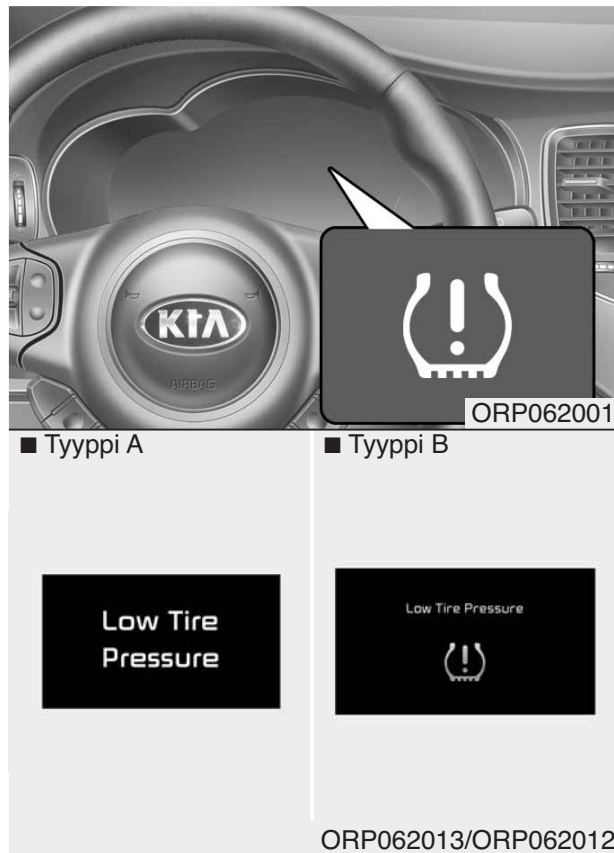 KIA
AIRBAG
ORP062001
■ Tyyppi A
■ Tyyppi B
Low Tire
Pressure
Low Tire Pressure
ORP062013/ORP062012